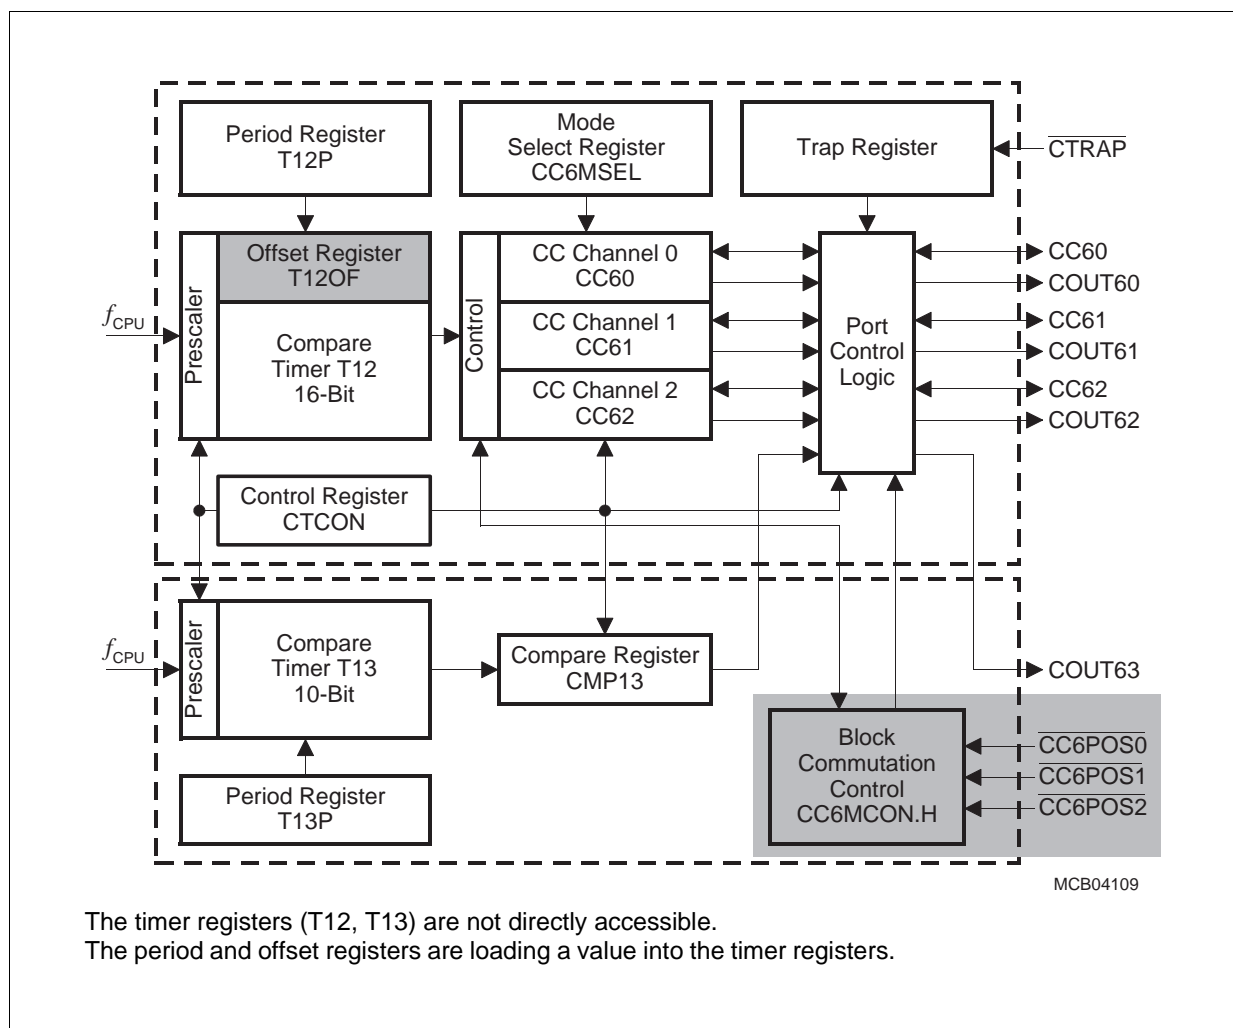 Period Register
T12P
Mode
Select Register
CC6MSEL
Trap Register
CTRAP
fCPU
Prescaler
Offset Register
T12OF
Compare
Timer T12
16-Bit
Control
CC Channel 0
CC60
CC Channel 1
CC61
CC Channel 2
CC62
Port
Control
Logic
CC60
COUT60
CC61
COUT61
CC62
COUT62
Control Register
CTCON
fCPU
Prescaler
Compare
Timer T13
10-Bit
Compare Register
CMP13
COUT63
Period Register
T13P
Block
Commutation
Control
CC6MCON.H
CC6POS0
CC6POS1
CC6POS2
MCB04109
The timer registers (T12, T13) are not directly accessible.
The period and offset registers are loading a value into the timer registers.